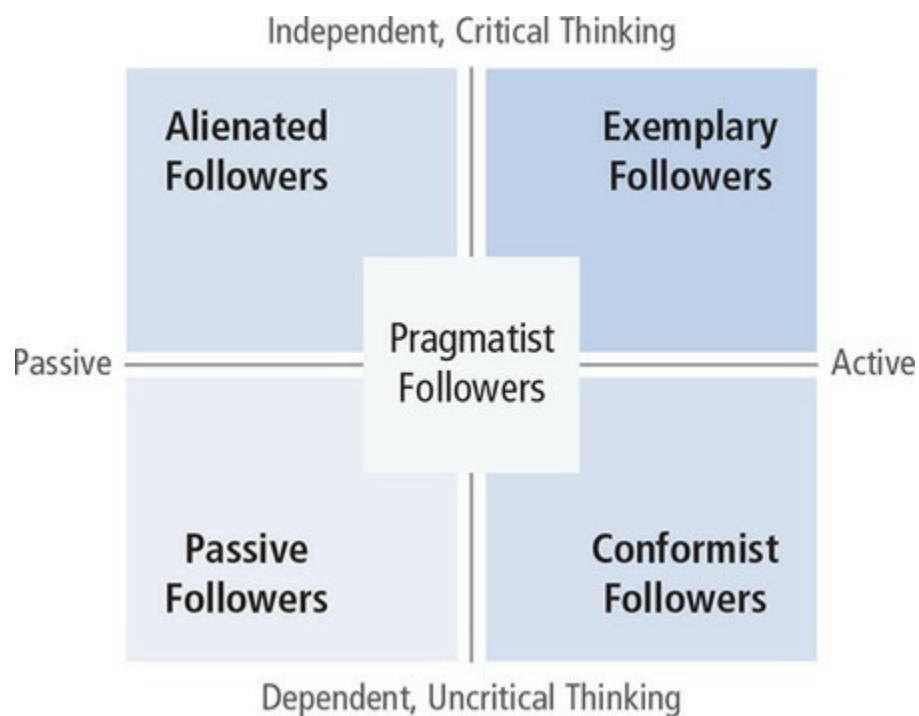 Independent, Critical Thinking
Alienated
Followers
Exemplary
Followers
Pragmatist
Followers
Passive
Active
Passive
Followers
Conformist
Followers
Dependent, Uncritical Thinking